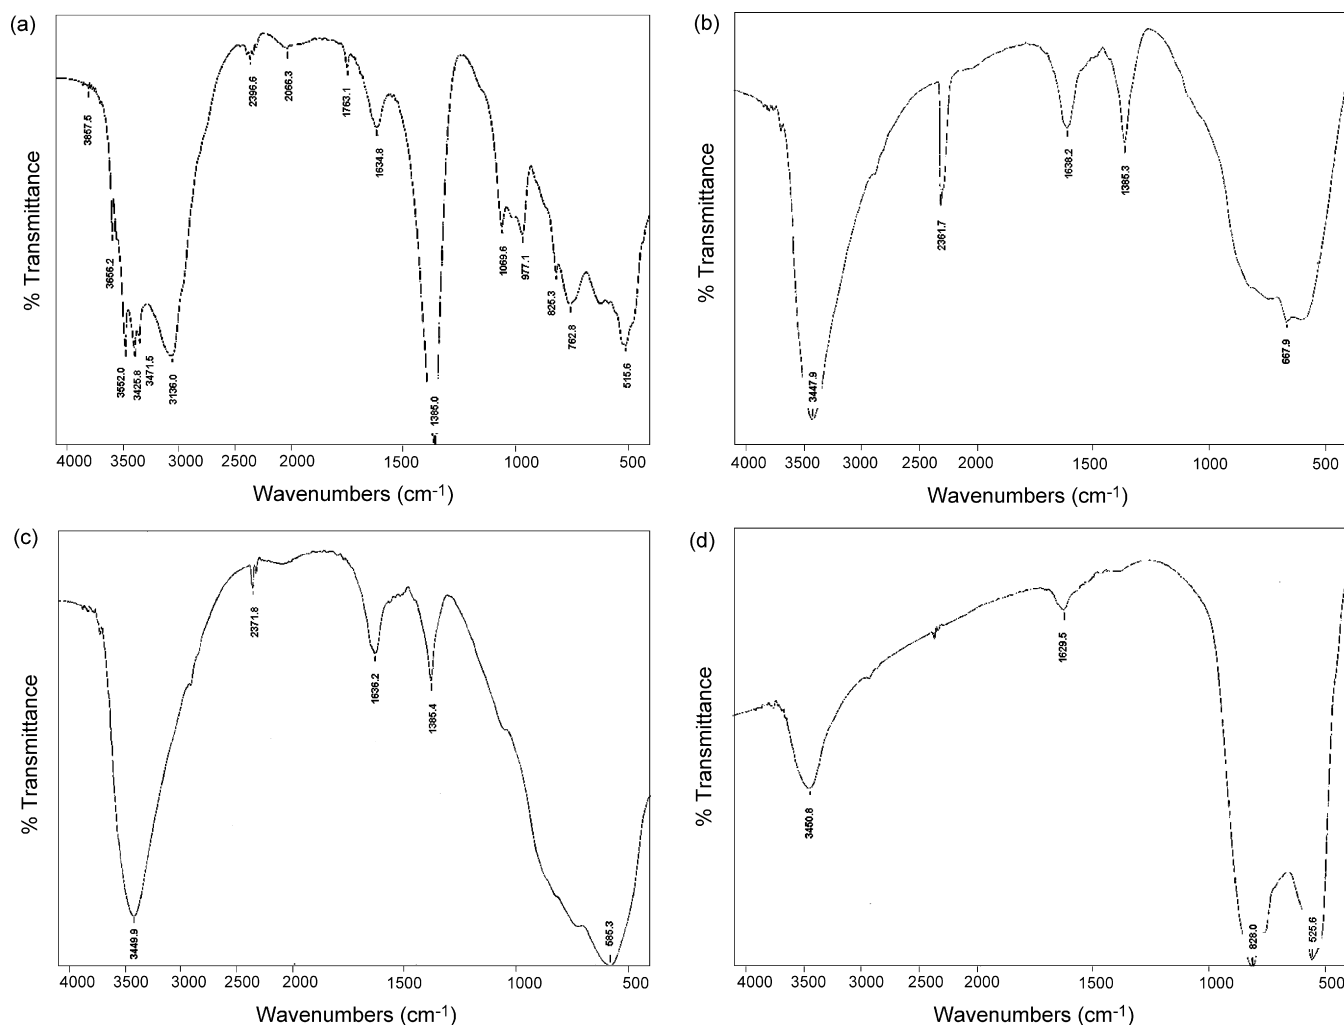 (a)
% Transmittance
3857.5
3656.2
3552.0
3425.8
3471.5
3136.0
2396.6
2066.3
1763.1
1634.8
1385.0
1069.6
977.1
825.3
762.8
515.6
4000 3500 3000 2500 2000 1500 1000 500
Wavenumbers (cm-1)
(b)
% Transmittance
3447.9
2361.7
1638.2
1385.3
667.9
4000 3500 3000 2500 2000 1500 1000 500
Wavenumbers (cm-1)
(c)
% Transmittance
3449.9
2371.8
1636.2
1385.4
585.3
4000 3500 3000 2500 2000 1500 1000 500
Wavenumbers (cm-1)
(d)
% Transmittance
3450.8
1629.5
828.0
525.6
4000 3500 3000 2500 2000 1500 1000 500
Wavenumbers (cm-1)